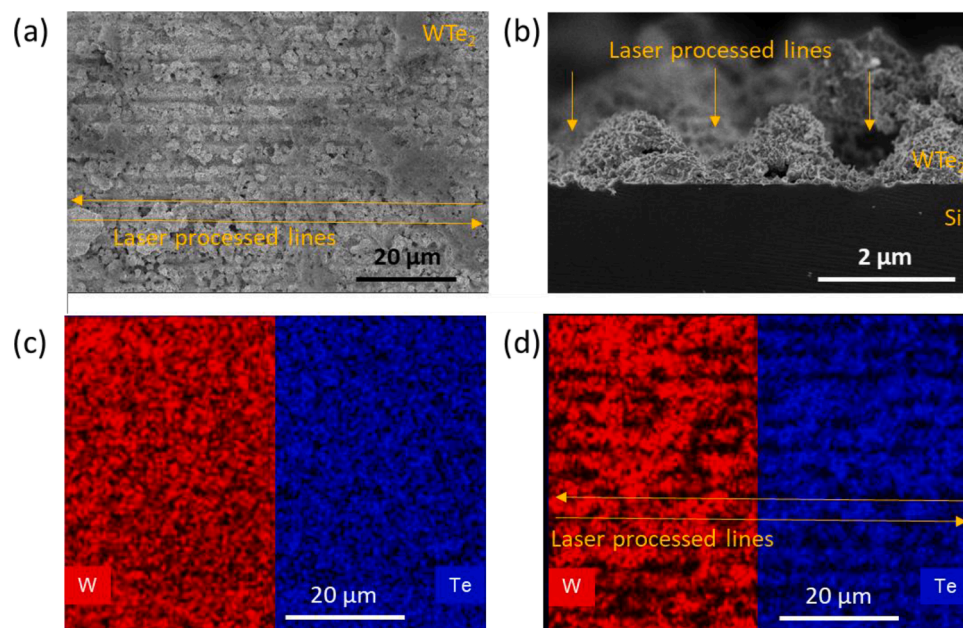 (a)
WTe₂
Laser processed lines
20 µm
(b)
Laser processed lines
WTe₂
Si
2 µm
(c)
W
20 µm
Te
(d)
Laser processed lines
W
20 µm
Te